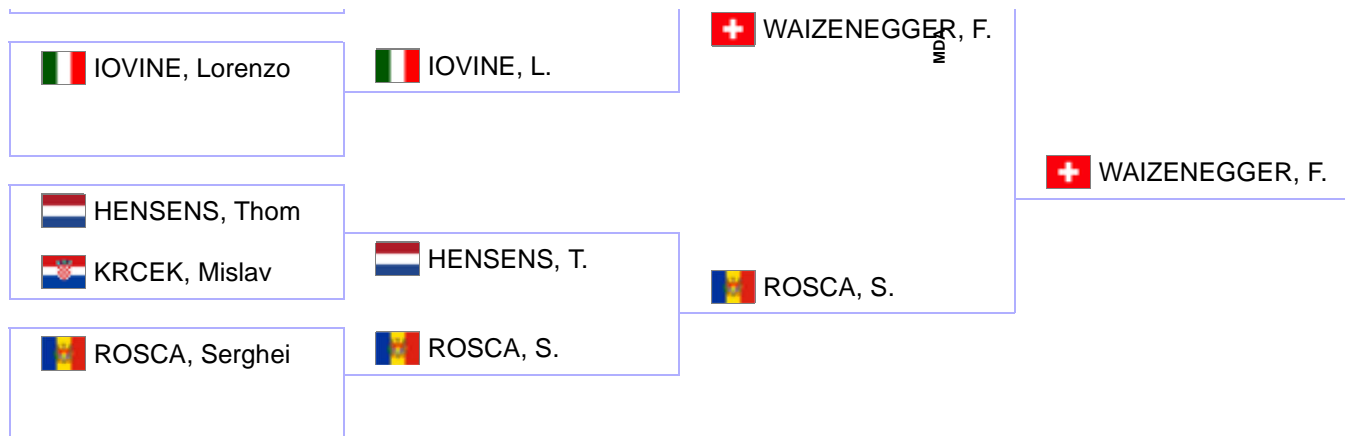 IOVINE, Lorenzo
HENSENS, Thom
KRCEK, Mislav
ROSCA, Serghei
IOVINE, L.
HENSENS, T.
ROSCA, S.
WAIZENEGGER, F.
MDA
ROSCA, S.
WAIZENEGGER, F.